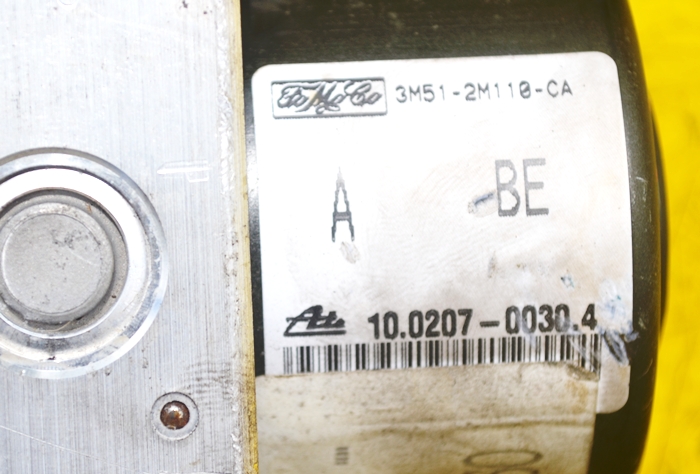 FoMoCo 3M51-2M110-CA
A BE
Ate 10.0207-0030.4